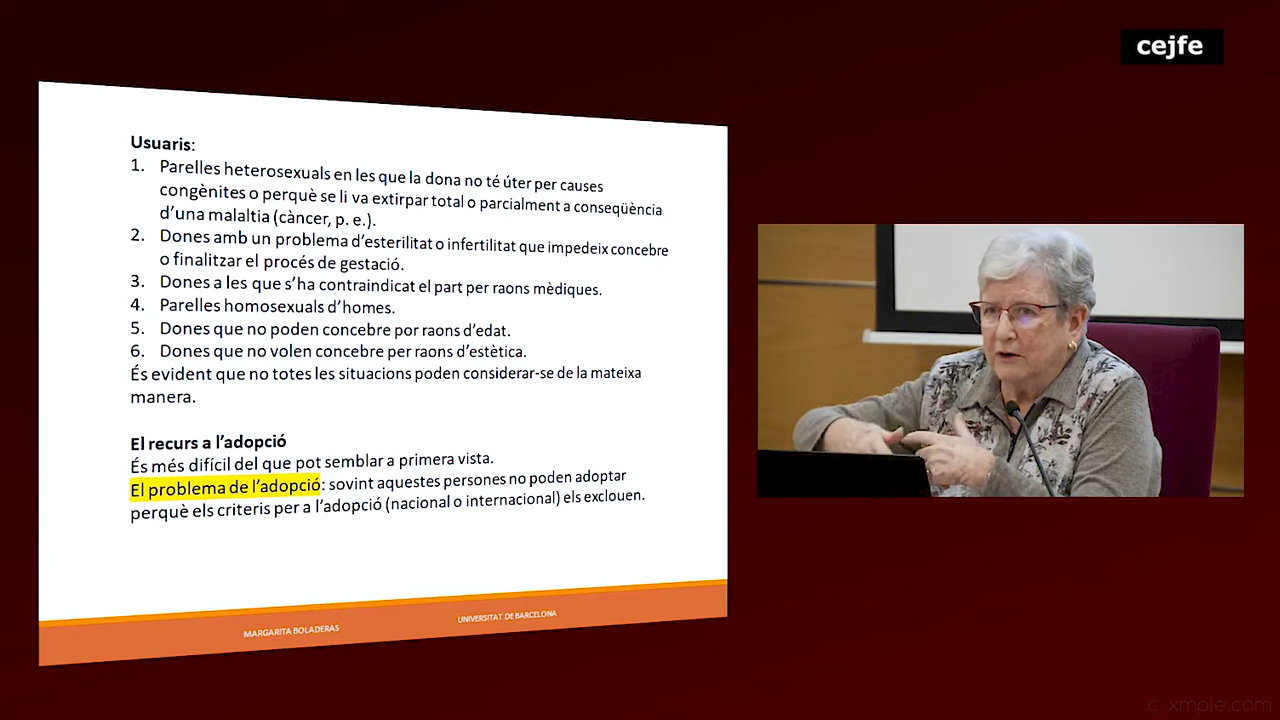 cejfe
Usuaris:
1. Parelles heterosexuals en les que la dona no té úter per causes
congènites o perquè se li va extirpar total o parcialment a conseqüència
d'una malaltia (càncer, p. e.).
2. Dones amb un problema d'esterilitat o infertilitat que impedeix concebre
o finalitzar el procés de gestació.
3. Dones a les que s'ha contraindicat el part per raons mèdiques.
4. Parelles homosexuals d'homes.
5. Dones que no poden concebre por raons d'edat.
6. Dones que no volen concebre per raons d'estètica.
És evident que no totes les situacions poden considerar-se de la mateixa
manera.
El recurs a l'adopció
És més difícil del que pot semblar a primera vista.
El problema de l'adopció: sovint aquestes persones no poden adoptar
perquè els criteris per a l'adopció (nacional o internacional) els exclouen.
MARGARITA BOLADERAS
UNIVERSITAT DE BARCELONA
© xmple.com